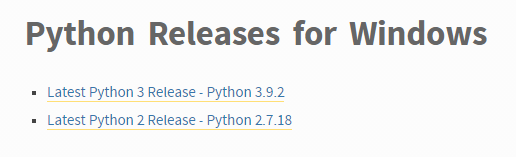 Python Releases for Windows
Latest Python 3 Release - Python 3.9.2
Latest Python 2 Release - Python 2.7.18